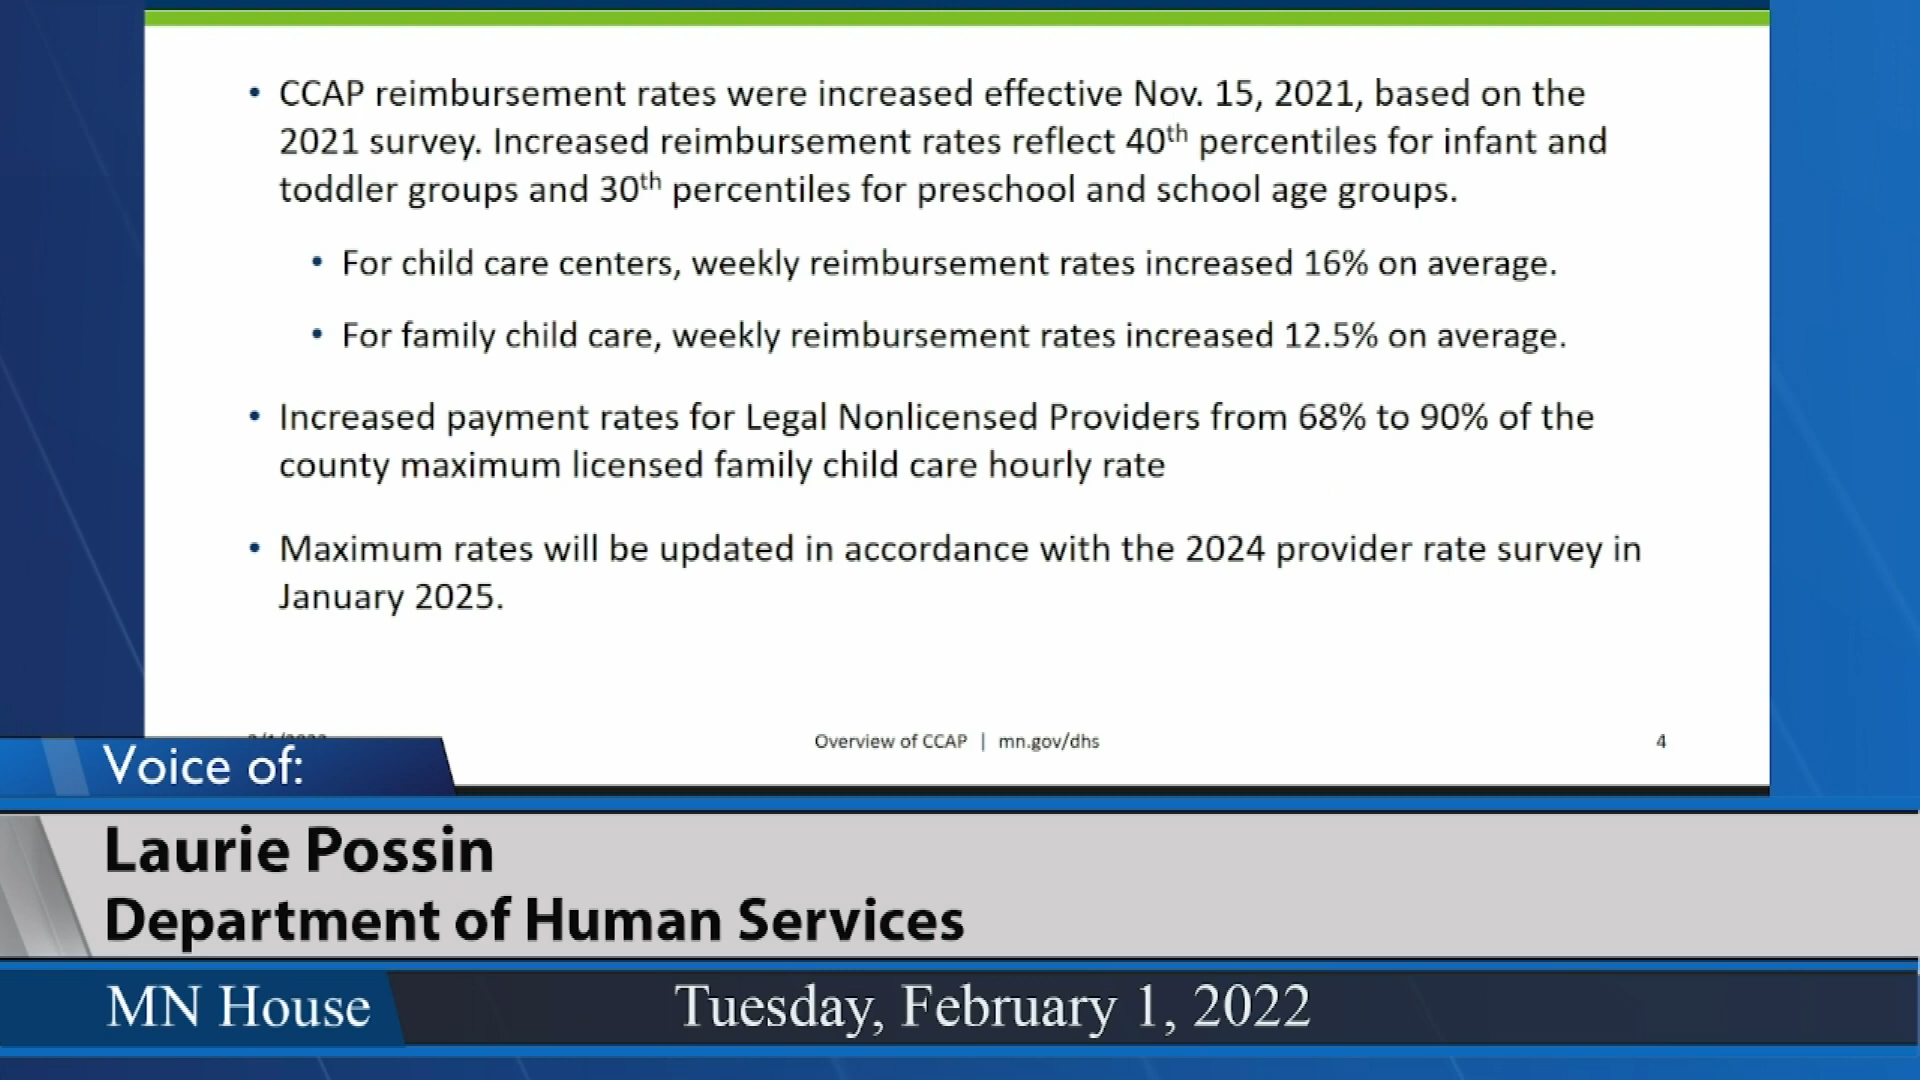 • CCAP reimbursement rates were increased effective Nov. 15, 2021, based on the
2021 survey. Increased reimbursement rates reflect 40th percentiles for infant and
toddler groups and 30th percentiles for preschool and school age groups.
• For child care centers, weekly reimbursement rates increased 16% on average.
• For family child care, weekly reimbursement rates increased 12.5% on average.
• Increased payment rates for Legal Nonlicensed Providers from 68% to 90% of the
county maximum licensed family child care hourly rate
• Maximum rates will be updated in accordance with the 2024 provider rate survey in
January 2025.
Overview of CCAP | mn.gov/dhs 4
Voice of:
Laurie Possin
Department of Human Services
MN House Tuesday, February 1, 2022